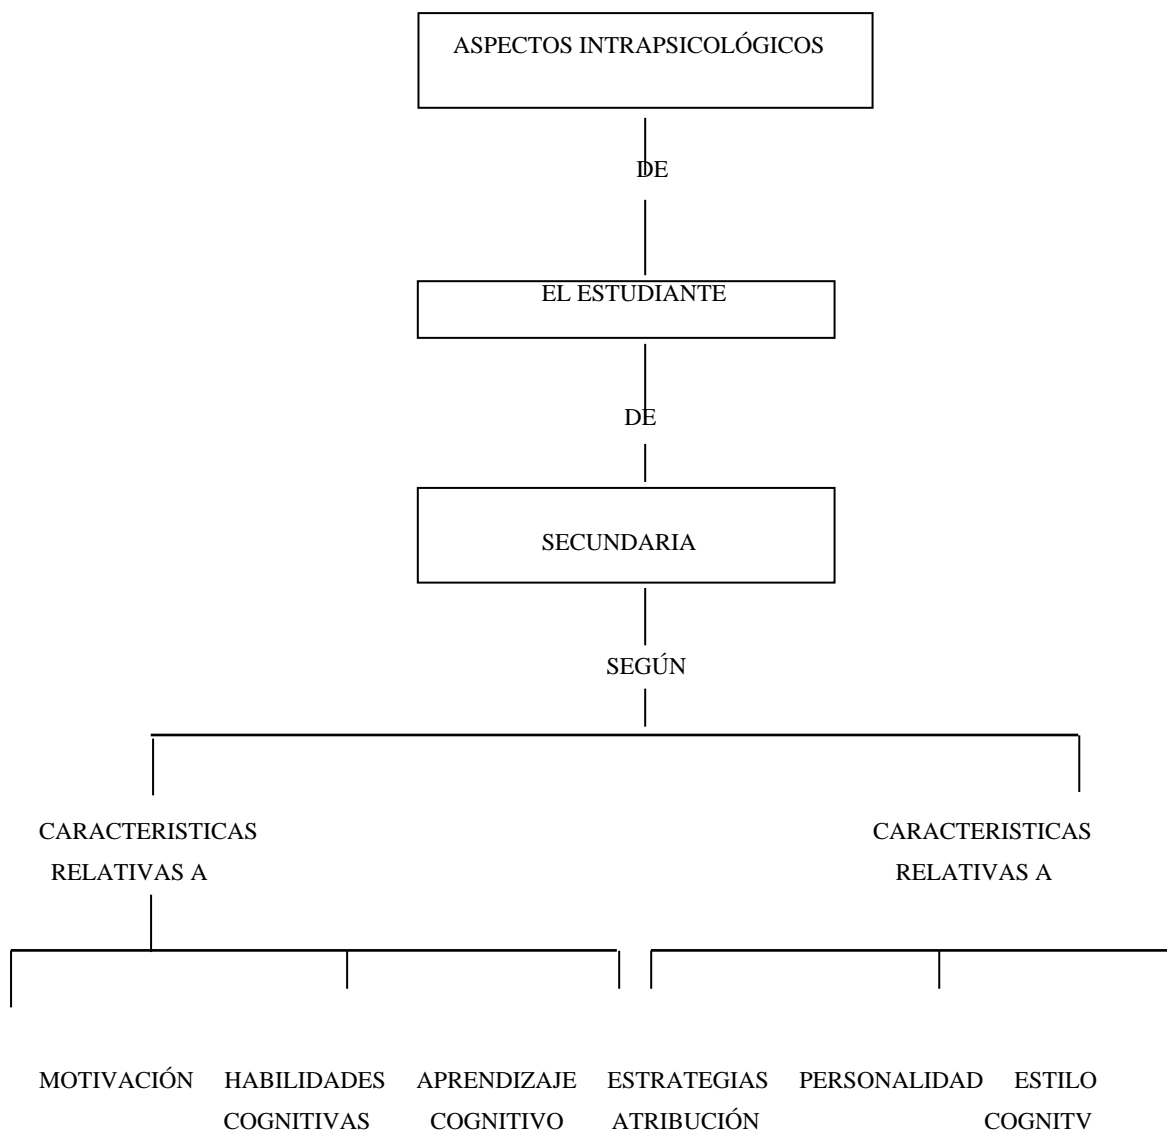 ASPECTOS INTRAPSICOLÓGICOS
DE
EL ESTUDIANTE
DE
SECUNDARIA
SEGÚN
CARACTERISTICAS
RELATIVAS A
CARACTERISTICAS
RELATIVAS A
MOTIVACIÓN HABILIDADES APRENDIZAJE ESTRATEGIAS PERSONALIDAD ESTILO
COGNITIVAS COGNITIVO ATRIBUCIÓN COGNITV